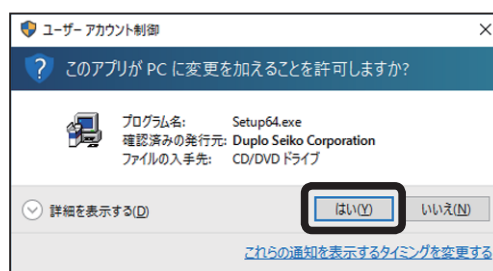 ユーザー アカウント制御
このアプリが PC に変更を加えることを許可しますか?
プログラム名: Setup64.exe
確認済みの発行元: Duplo Seiko Corporation
ファイルの入手先: CD/DVD ドライブ
詳細を表示する(D)
はい(Y)
いいえ(N)
これらの通知を表示するタイミングを変更する